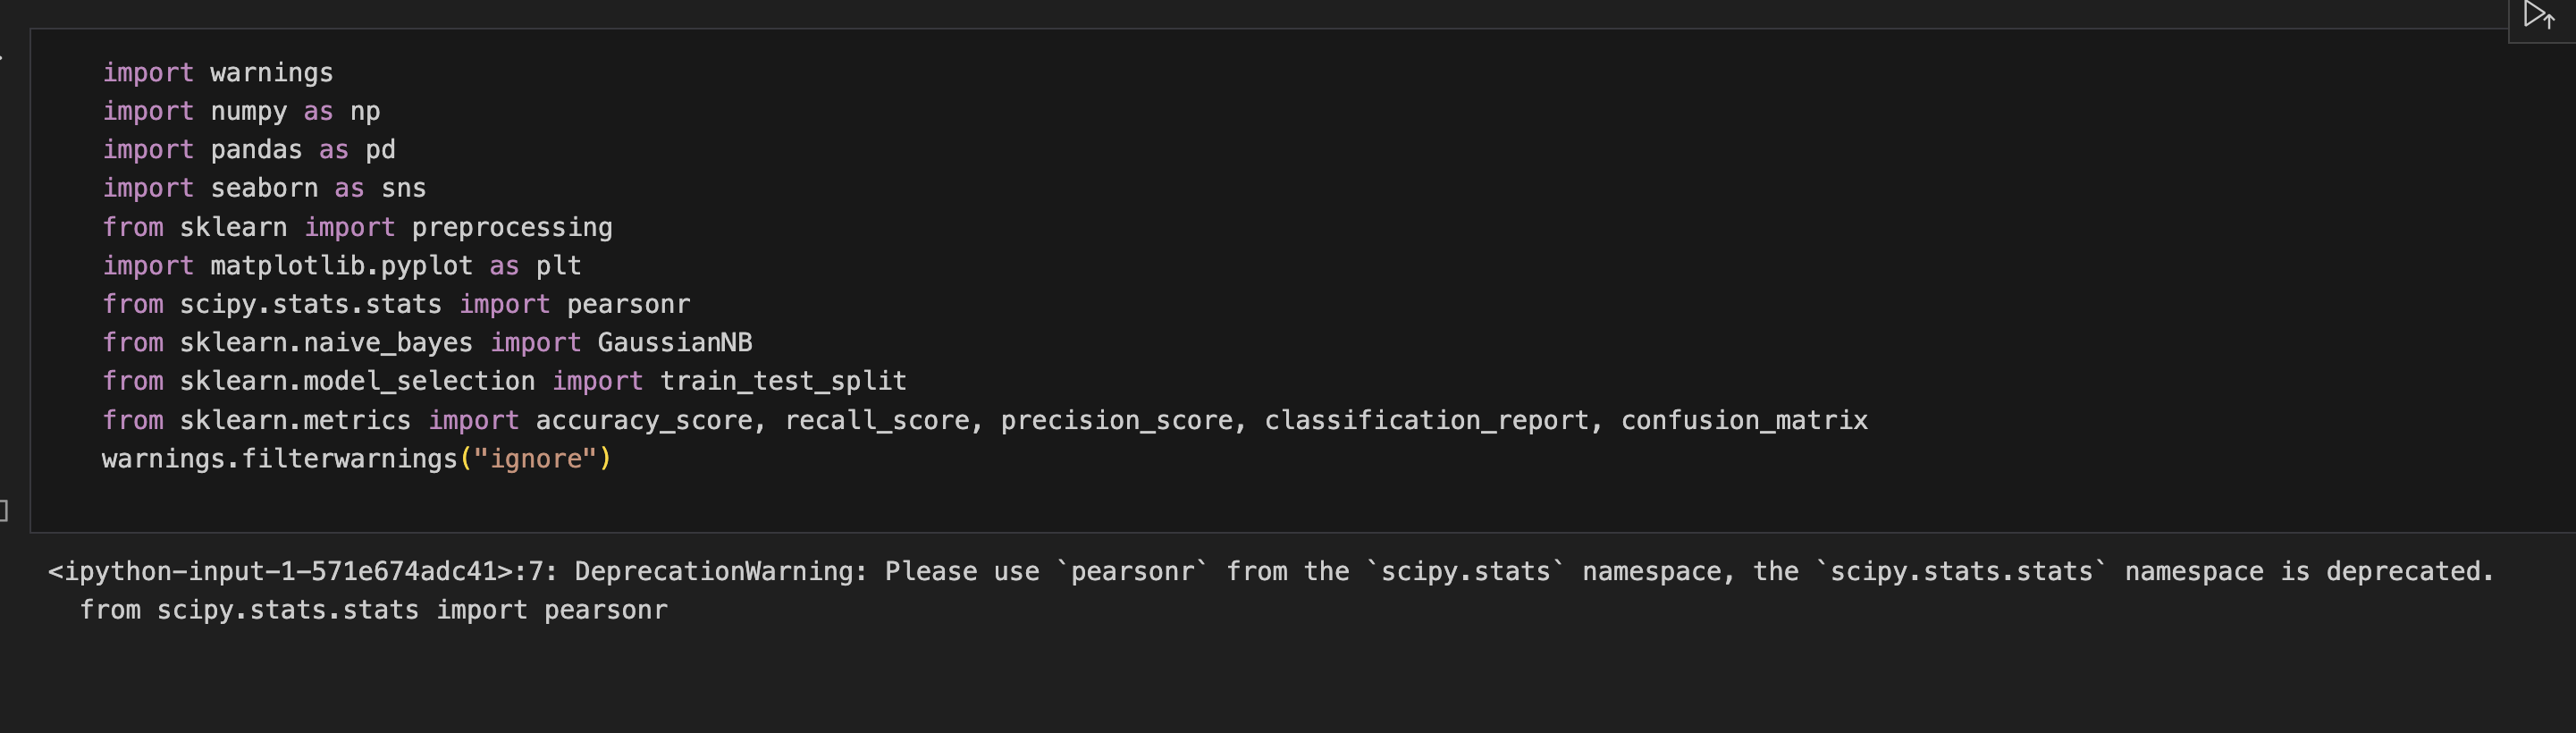 import warnings
import numpy as np
import pandas as pd
import seaborn as sns
from sklearn import preprocessing
import matplotlib.pyplot as plt
from scipy.stats.stats import pearsonr
from sklearn.naive_bayes import GaussianNB
from sklearn.model_selection import train_test_split
from sklearn.metrics import accuracy_score, recall_score, precision_score, classification_report, confusion_matrix
warnings.filterwarnings("ignore")
]
<ipython-input-1-571e674adc41>:7: DeprecationWarning: Please use `pearsonr` from the `scipy.stats` namespace, the `scipy.stats.stats` namespace is deprecated.
  from scipy.stats.stats import pearsonr